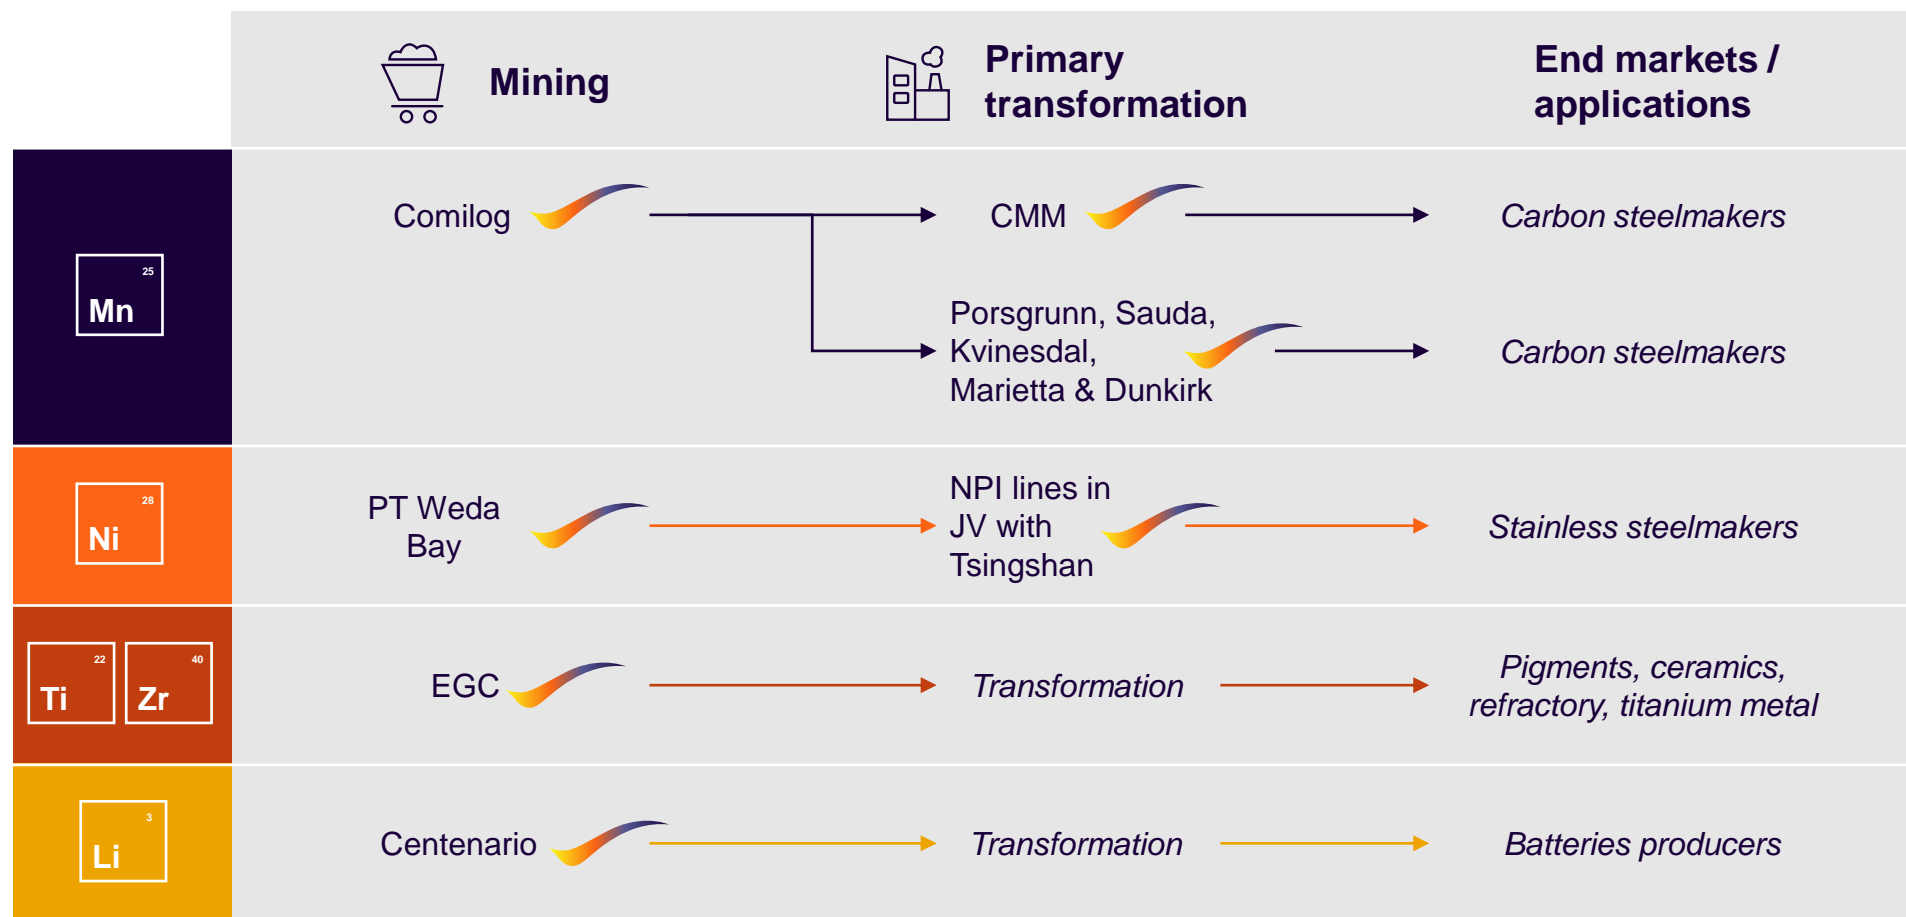 Mining
Primary
transformation
End markets /
applications
25
Mn
Comilog
CMM
Carbon steelmakers
Porsgrunn, Sauda,
Kvinesdal,
Marietta & Dunkirk
Carbon steelmakers
28
Ni
PT Weda
Bay
NPI lines in
JV with
Tsingshan
Stainless steelmakers
22
Ti
40
Zr
EGC
Transformation
Pigments, ceramics,
refractory, titanium metal
3
Li
Centenario
Transformation
Batteries producers